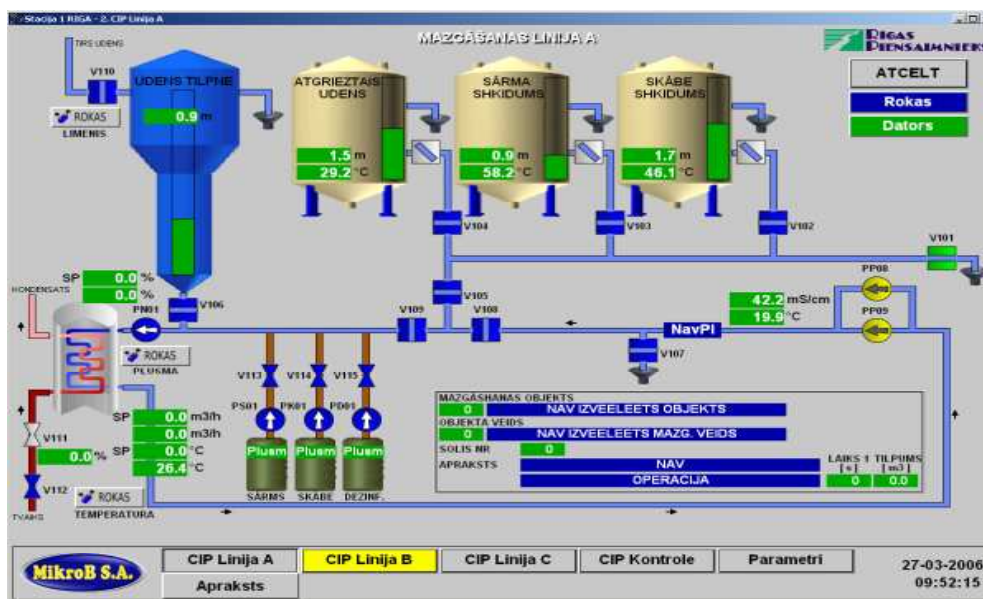 Stacija 1 RIGA - 2. CIP Linija A
MAZGĀŠANAS LINIJA A
RIGAS
PIENSAIMNIEKS
TIRS UDENS
V110
UDENS TILPNE
0.9 m
ROKAS
LIMENIS
ATGRIEZTAIS
UDENS
1.5 m
29.2 °C
SĀRMA
SHKIDUMS
0.9 m
58.2 °C
SKĀBE
SHKIDUMS
1.7 m
46.1 °C
ATCELT
Rokas
Dators
V104
V103
V102
V101
SP 0.0 %
0.0 %
KONDENSATS
PN01
V106
V105
V109
V108
42.2 mS/cm
19.9 °C
PP08
PP09
NavPl
V107
ROKAS
PLUSMA
V113
V114
V115
PS01
PK01
PD01
Plusm
Plusm
Plusm
SĀRMS
SKĀBE
DEZINF.
SP 0.0 m3/h
0.0 m3/h
SP 0.0 °C
26.4 °C
V111
0.0 %
V112
TVAIKS
ROKAS
TEMPERATURA
MAZGĀSHANAS OBJEKTS
0 NAV IZVEELEETS OBJEKTS
OBJEKTA VEIDS
0 NAV IZVEELEETS MAZG. VEIDS
SOLIS NR 0
APRAKSTS NAV
OPERACIJA
LAIKS 1 TILPUMS
[s] [m3]
0 0.0
MikroB S.A.
CIP Linija A
CIP Linija B
CIP Linija C
CIP Kontrole
Parametri
Apraksts
27-03-2006
09:52:15